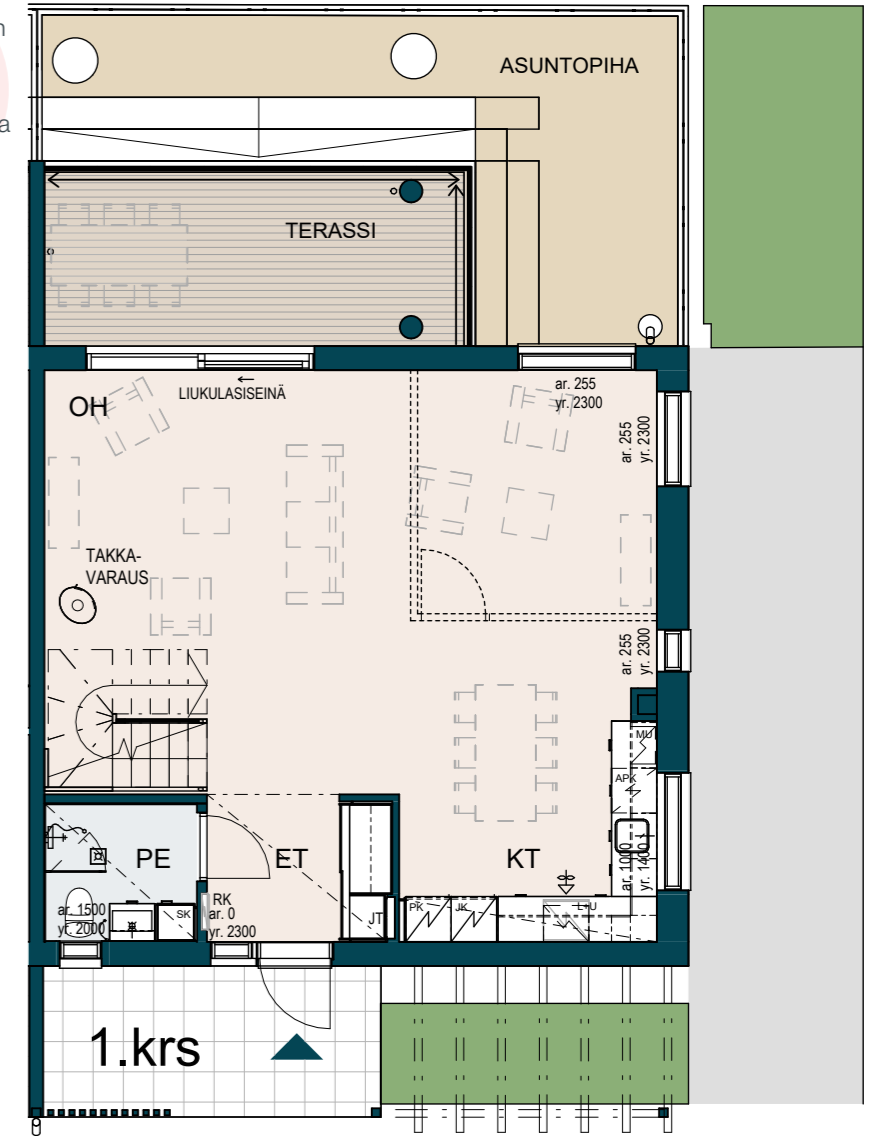 n
a
ASUNTOPIHA
TERASSI
LIUKULASISEINÄ
OH
ar. 255
yr. 2300
ar. 255
yr. 2300
TAKKA-
VARAUS
ar. 255
yr. 2300
MU
APK
PE
ET
KT
ar. 1000
yr. 1400
RK
ar. 0
yr. 2300
ar. 1500
yr. 2000
SK
JT
PK
JK
L+U
1.krs